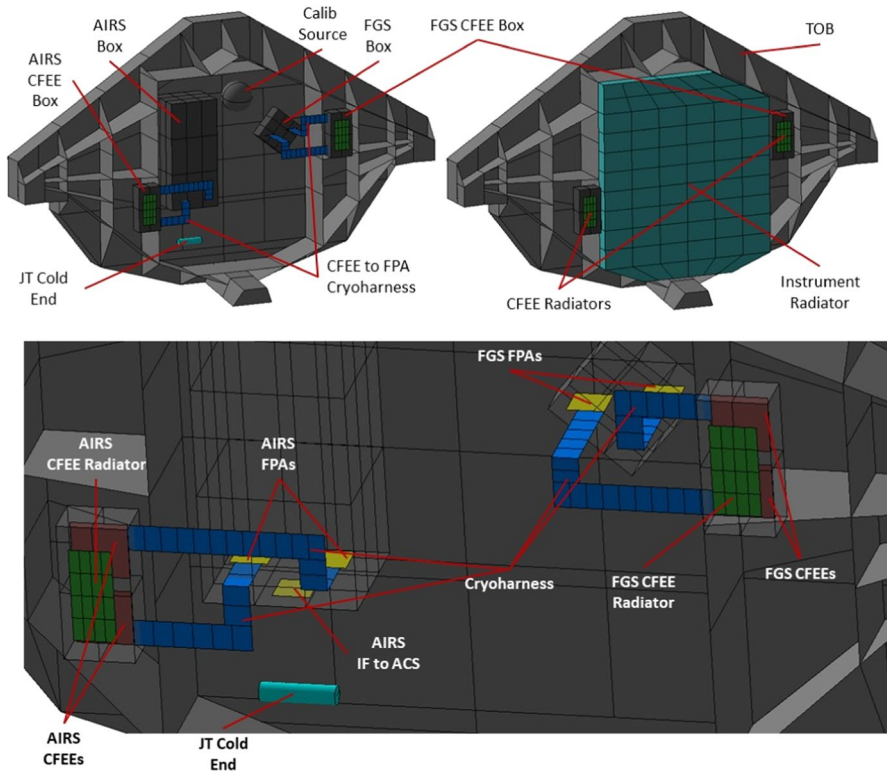 AIRS
Box
Calib
Source
FGS
Box
FGS CFEE Box
TOB
AIRS
CFEE
Box
JT Cold
End
CFEE to FPA
Cryoharness
CFEE Radiators
Instrument
Radiator
FGS FPAs
AIRS
CFEE Radiator
AIRS
FPAs
Cryoharness
FGS CFEE
Radiator
FGS CFEEs
AIRS
IF to ACS
AIRS
CFEEs
JT Cold
End